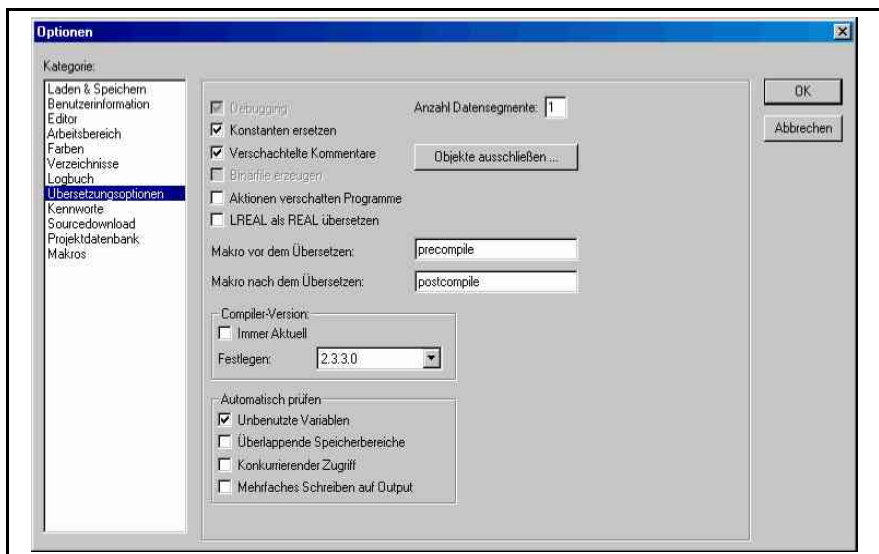 Optionen
Kategorie:
Laden & Speichern
Benutzerinformation
Editor
Arbeitsbereich
Farben
Verzeichnisse
Logbuch
Übersetzungsoptionen
Kennworte
Sourcedownload
Projektdatenbank
Makros
Debugging
Anzahl Datensegmente: 1
Konstanten ersetzen
Verschachtelte Kommentare
Objekte ausschließen ...
Binärfile erzeugen
Aktionen verschatten Programme
LREAL als REAL übersetzen
Makro vor dem Übersetzen: precompile
Makro nach dem Übersetzen: postcompile
Compiler-Version:
Immer Aktuell
Festlegen: 2.3.3.0
Automatisch prüfen
Unbenutzte Variablen
Überlappende Speicherbereiche
Konkurrierender Zugriff
Mehrfaches Schreiben auf Output
OK
Abbrechen